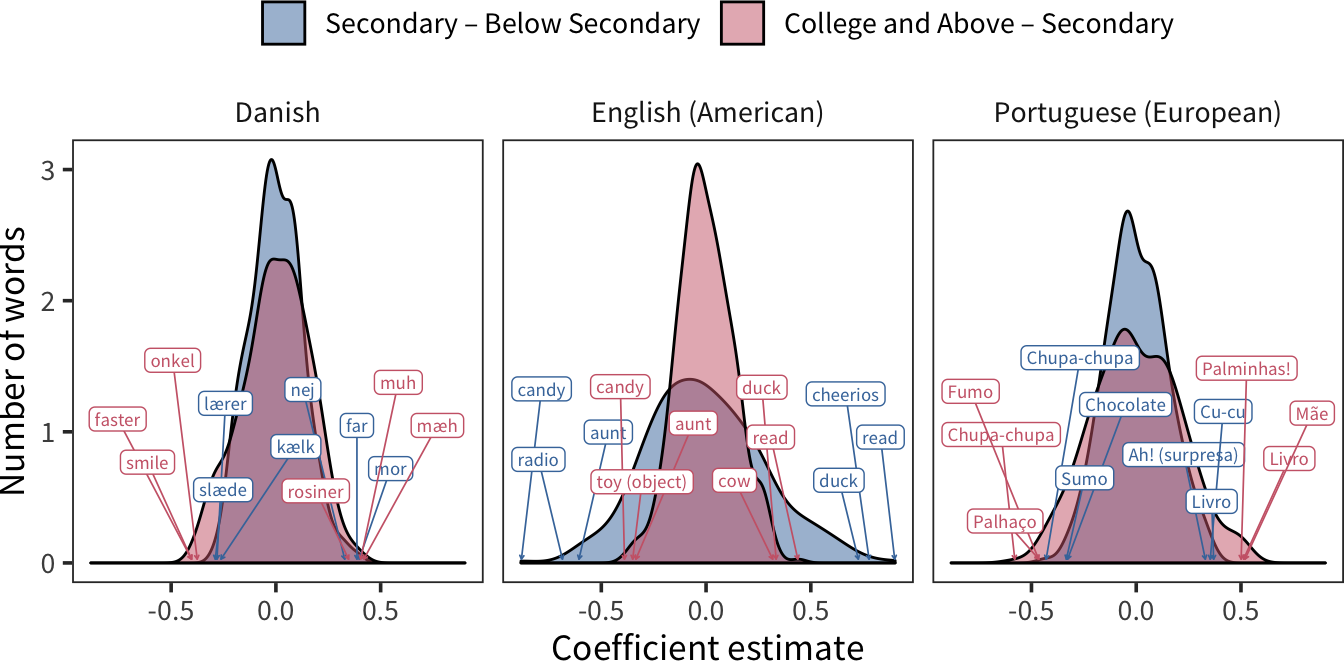 Secondary – Below Secondary
College and Above – Secondary
Danish
English (American)
Portuguese (European)
Number of words
3
2
1
0
onkel
faster
smile
lærer
slæde
nej
kælk
rosiner
far
mor
muh
mæh
candy
radio
aunt
candy
toy (object)
aunt
duck
read
cow
cheerios
read
duck
Fumo
Chupa-chupa
Palhaço
Chupa-chupa
Chocolate
Sumo
Ah! (surpresa)
Cu-cu
Livro
Palminhas!
Mãe
Livro
-0.5 0.0 0.5
-0.5 0.0 0.5
-0.5 0.0 0.5
Coefficient estimate